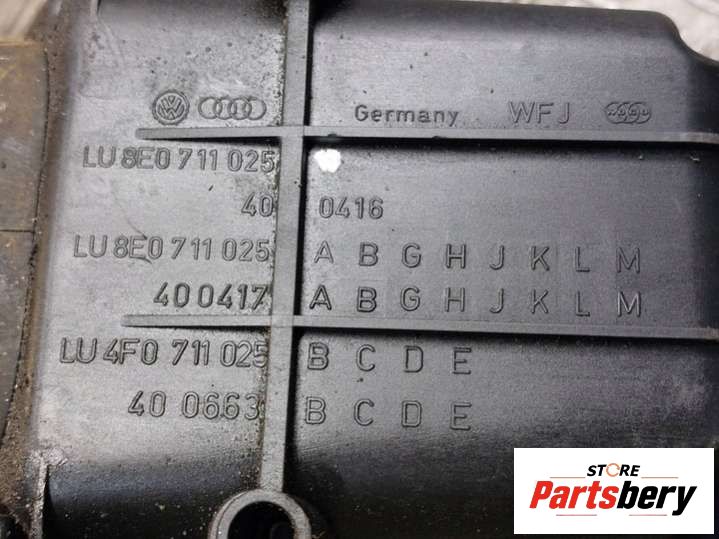 VW Germany WFJ
LU 8E0 711 025
40 0416
LU 8E0 711 025 A B G H J K L M
40 0417 A B G H J K L M
LU 4F0 711 025 B C D E
40 0663 B C D E
STORE
Partsbery